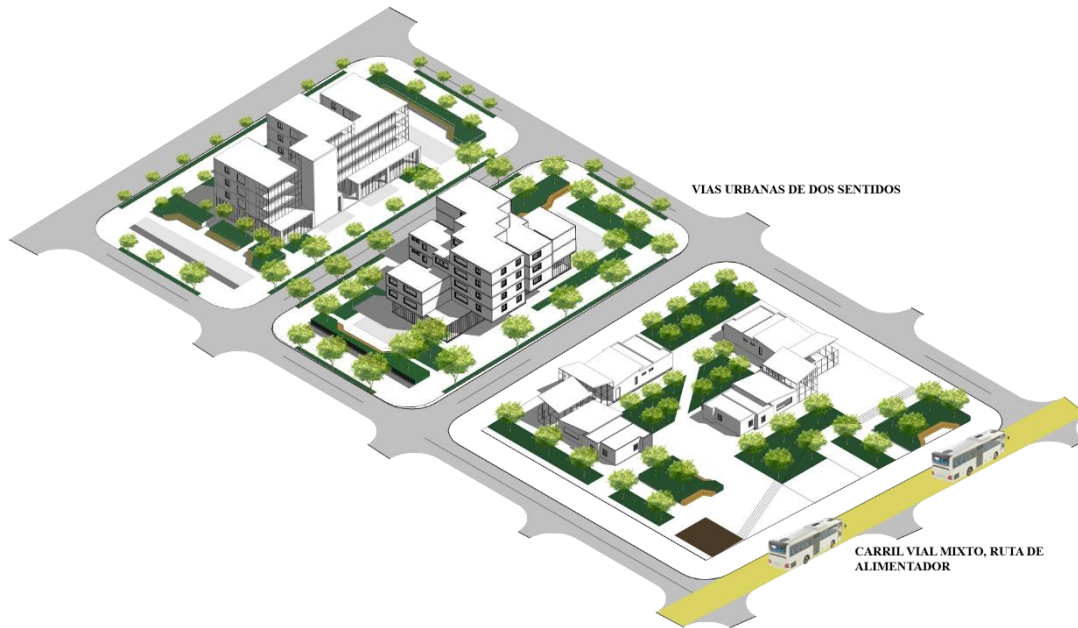 VIAS URBANAS DE DOS SENTIDOS
CARRIL VIAL MIXTO, RUTA DE
ALIMENTADOR